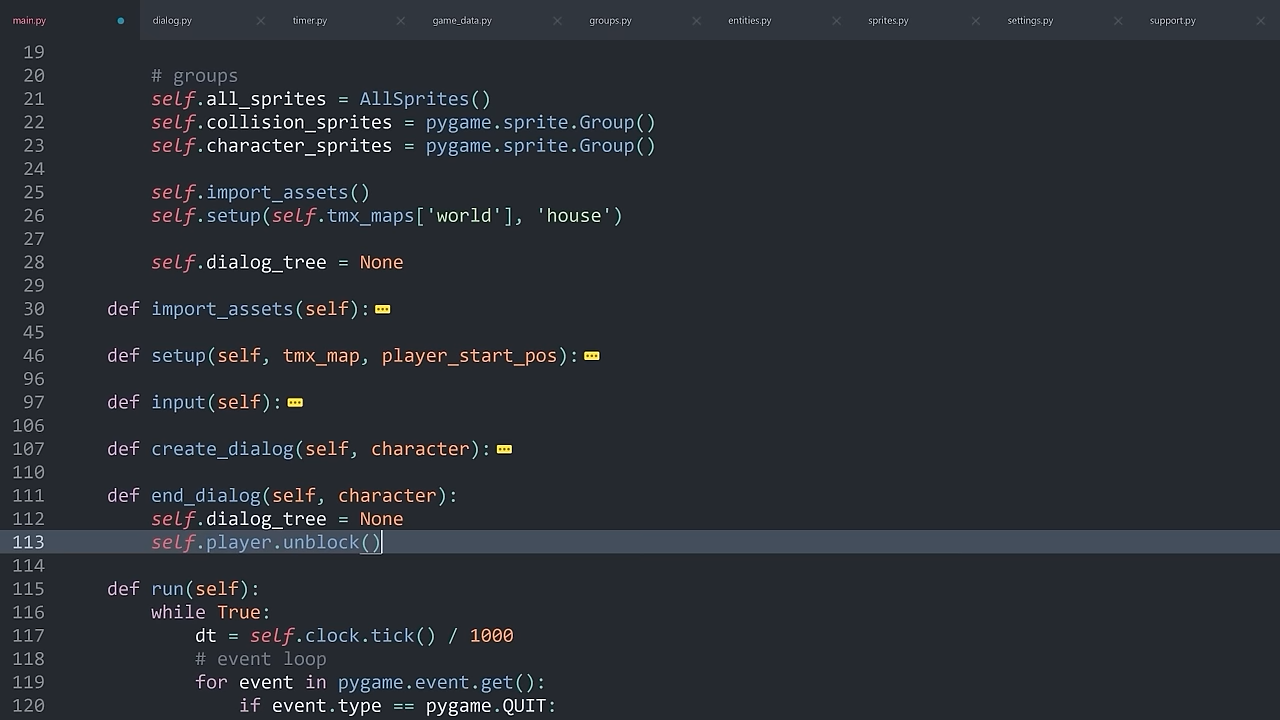 main.py dialog.py timer.py game_data.py groups.py entities.py sprites.py settings.py support.py
19
20 # groups
21 self.all_sprites = AllSprites()
22 self.collision_sprites = pygame.sprite.Group()
23 self.character_sprites = pygame.sprite.Group()
24
25 self.import_assets()
26 self.setup(self.tmx_maps['world'], 'house')
27
28 self.dialog_tree = None
29
30 def import_assets(self):
45
46 def setup(self, tmx_map, player_start_pos):
96
97 def input(self):
106
107 def create_dialog(self, character):
110
111 def end_dialog(self, character):
112 self.dialog_tree = None
113 self.player.unblock()
114
115 def run(self):
116 while True:
117 dt = self.clock.tick() / 1000
118 # event loop
119 for event in pygame.event.get():
120 if event.type == pygame.QUIT: